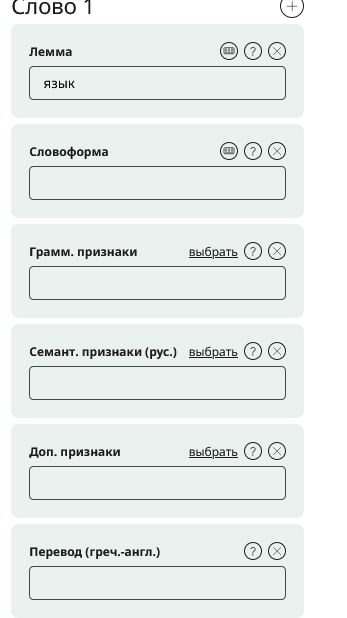 Слово 1
Лемма
язык
Словоформа
Грамм. признаки выбрать
Семант. признаки (рус.) выбрать
Доп. признаки выбрать
Перевод (греч.-англ.)